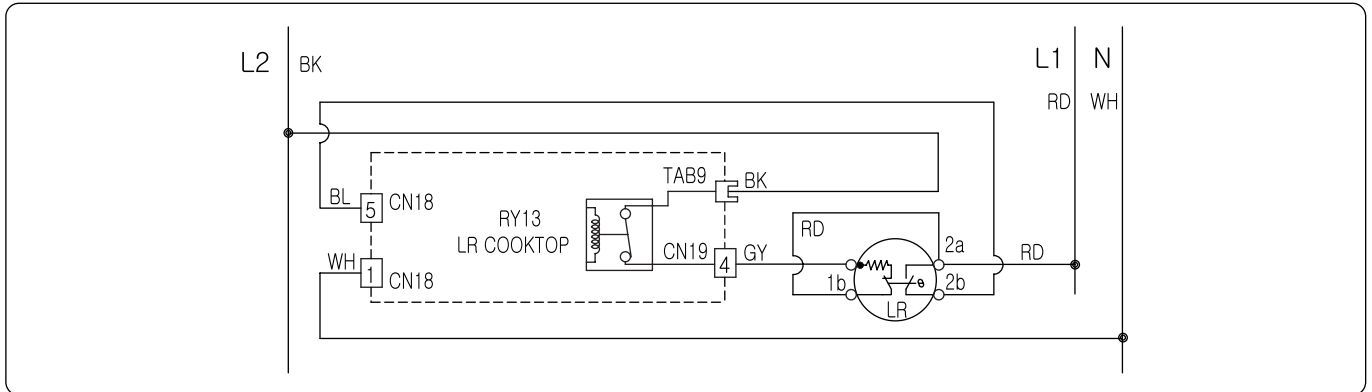 L2
BK
L1
N
RD
WH
TAB9
BK
BL
5
CN18
RY13
LR COOKTOP
RD
2a
CN19
4
GY
RD
WH
1
CN18
1b
2b
θ
LR